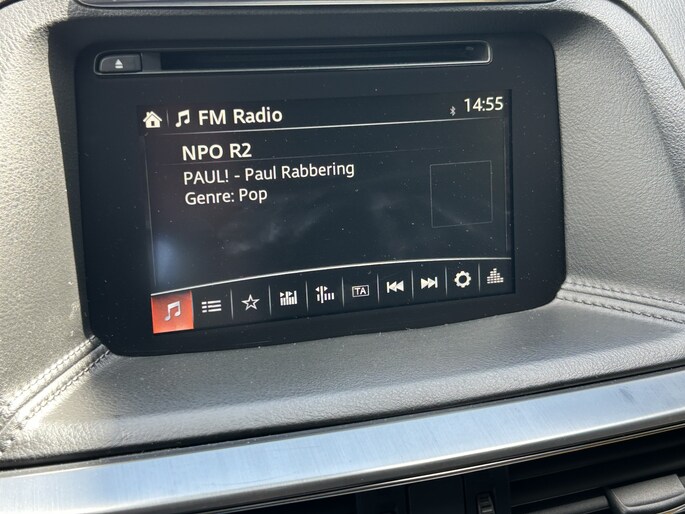 FM Radio
14:55
NPO R2
PAUL! - Paul Rabbering
Genre: Pop
TA